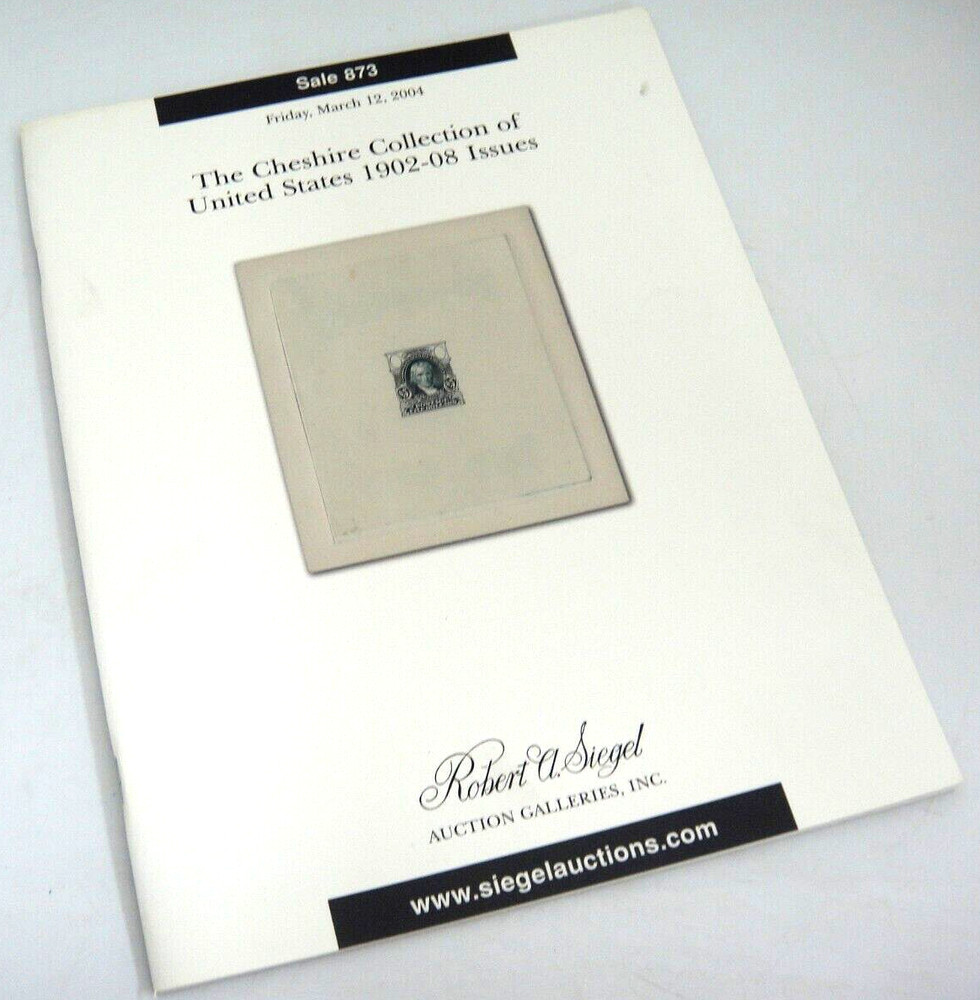 Sale 873
Friday, March 12, 2004
The Cheshire Collection of
United States 1902-08 Issues
Robert A. Siegel
AUCTION GALLERIES, INC.
www.siegelauctions.com